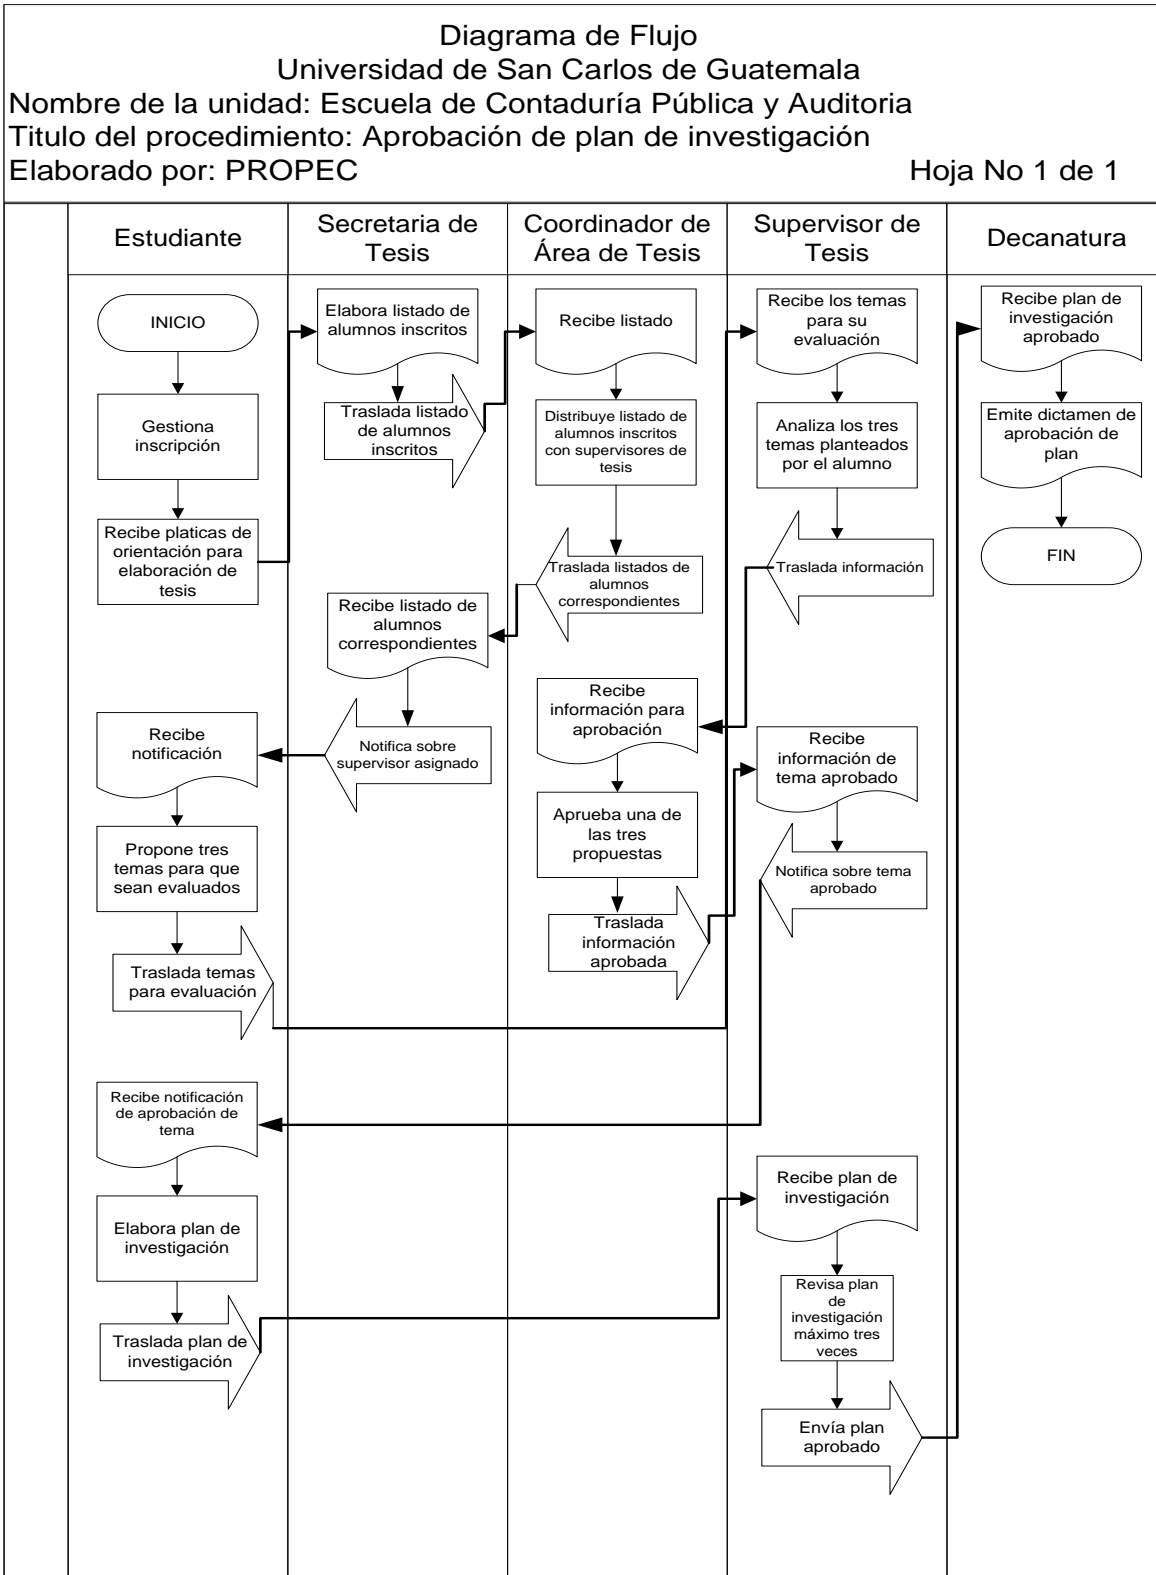 Diagrama de Flujo
Universidad de San Carlos de Guatemala
Nombre de la unidad: Escuela de Contaduría Pública y Auditoria
Titulo del procedimiento: Aprobación de plan de investigación
Elaborado por: PROPEC
Hoja No 1 de 1
Estudiante
Secretaria de
Tesis
Coordinador de
Área de Tesis
Supervisor de
Tesis
Decanatura
INICIO
Gestiona
inscripción
Recibe platicas de
orientación para
elaboración de
tesis
Elabora listado de
alumnos inscritos
Traslada listado
de alumnos
inscritos
Recibe listado
Distribuye listado de
alumnos inscritos
con supervisores de
tesis
Traslada listados de
alumnos
correspondientes
Recibe listado de
alumnos
correspondientes
Notifica sobre
supervisor asignado
Recibe
notificación
Propone tres
temas para que
sean evaluados
Traslada temas
para evaluación
Recibe los temas
para su
evaluación
Analiza los tres
temas planteados
por el alumno
Traslada información
Recibe
información para
aprobación
Aprueba una de
las tres
propuestas
Traslada
información
aprobada
Recibe
información de
tema aprobado
Notifica sobre tema
aprobado
Recibe notificación
de aprobación de
tema
Elabora plan de
investigación
Traslada plan de
investigación
Recibe plan de
investigación
Revisa plan
de
investigación
máximo tres
veces
Envía plan
aprobado
Recibe plan de
investigación
aprobado
Emite dictamen de
aprobación de
plan
FIN